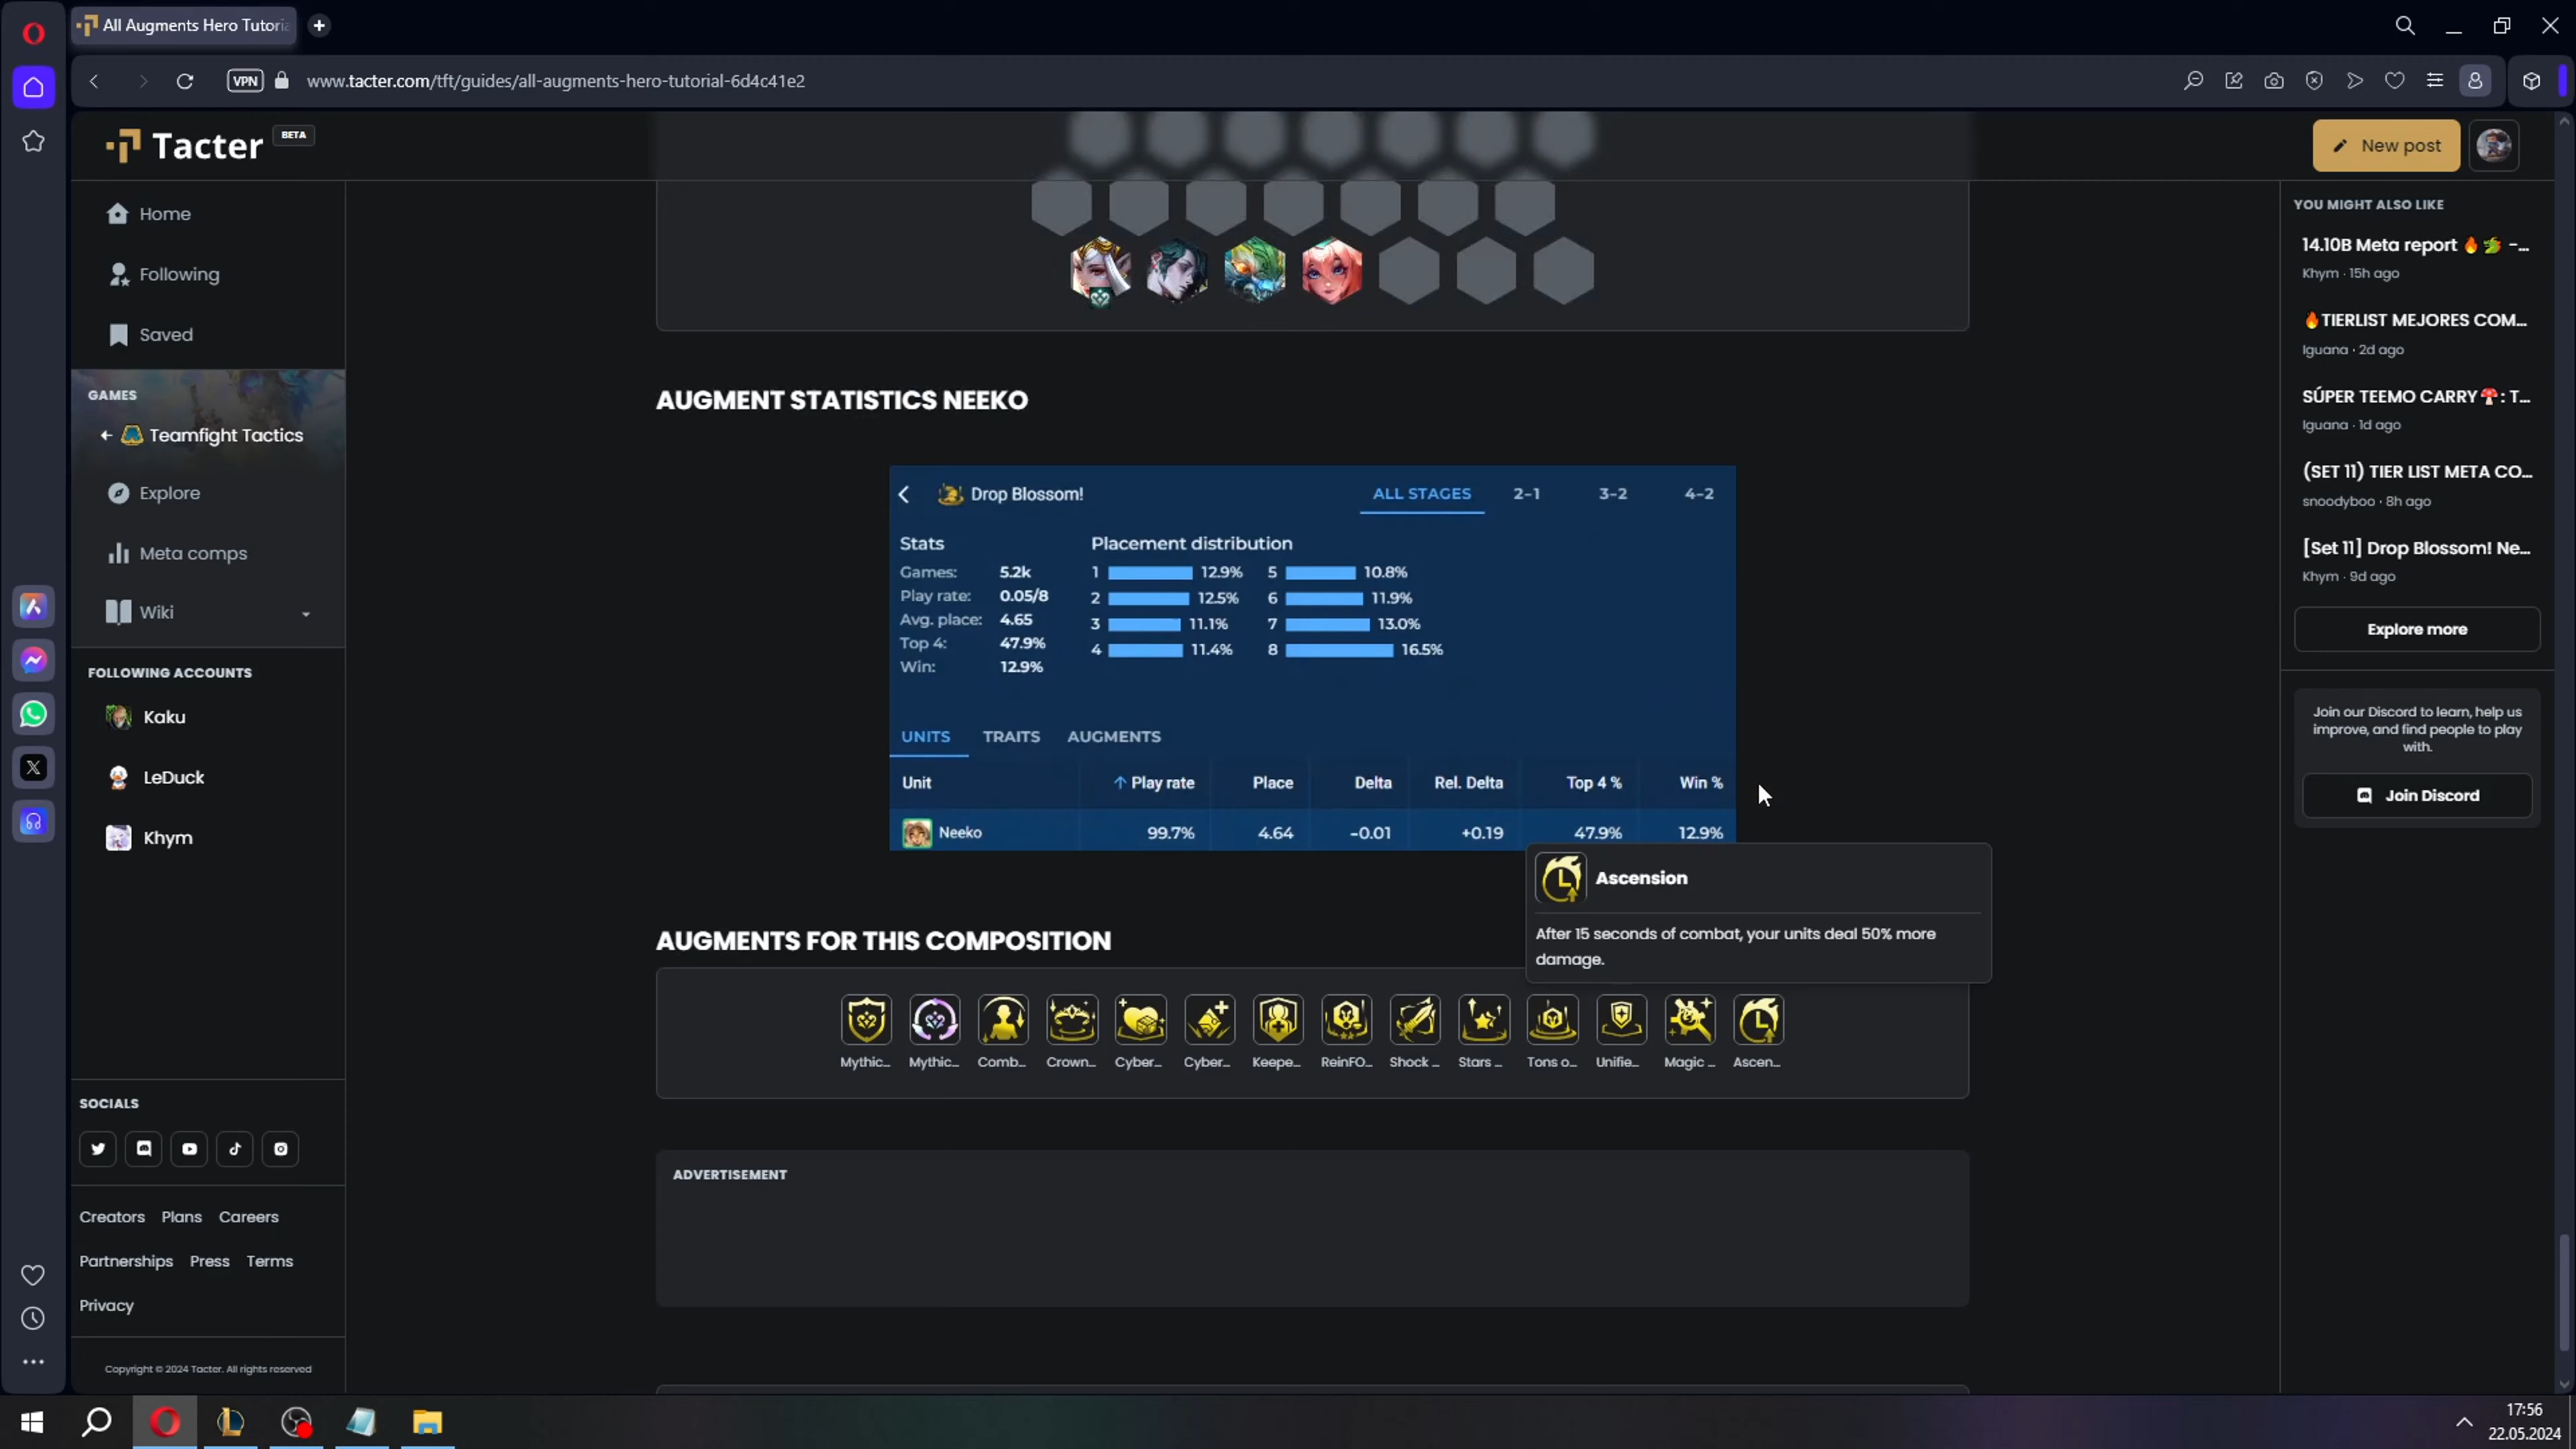 All Augments Hero Tutoria
VPN
www.tacter.com/tft/guides/all-augments-hero-tutorial-6d4c41e2
Tacter
BETA
New post
Home
Following
Saved
GAMES
Teamfight Tactics
Explore
Meta comps
Wiki
FOLLOWING ACCOUNTS
Kaku
LeDuck
Khym
SOCIALS
Creators Plans Careers
Partnerships Press Terms
Privacy
Copyright © 2024 Tacter. All rights reserved
AUGMENT STATISTICS NEEKO
Drop Blossom!
ALL STAGES 2-1 3-2 4-2
Stats
Games: 5.2k
Play rate: 0.05/8
Avg. place: 4.65
Top 4: 47.9%
Win: 12.9%
Placement distribution
1 12.9% 5 10.8%
2 12.5% 6 11.9%
3 11.1% 7 13.0%
4 11.4% 8 16.5%
UNITS TRAITS AUGMENTS
Unit Play rate Place Delta Rel. Delta Top 4 % Win %
Neeko 99.7% 4.64 -0.01 +0.19 47.9% 12.9%
Ascension
After 15 seconds of combat, your units deal 50% more
damage.
AUGMENTS FOR THIS COMPOSITION
Mythic... Mythic... Comb... Crown... Cyber... Cyber... Keepe... ReinFO... Shock ... Stars ... Tons o... Unifie... Magic ... Ascen...
ADVERTISEMENT
YOU MIGHT ALSO LIKE
14.10B Meta report 🔥🐲 -...
Khym · 15h ago
🔥TIERLIST MEJORES COM...
Iguana · 2d ago
SÚPER TEEMO CARRY🍄: T...
Iguana · 1d ago
(SET 11) TIER LIST META CO...
snoodyboo · 8h ago
[Set 11] Drop Blossom! Ne...
Khym · 9d ago
Explore more
Join our Discord to learn, help us
improve, and find people to play
with.
Join Discord
17:56
22.05.2024